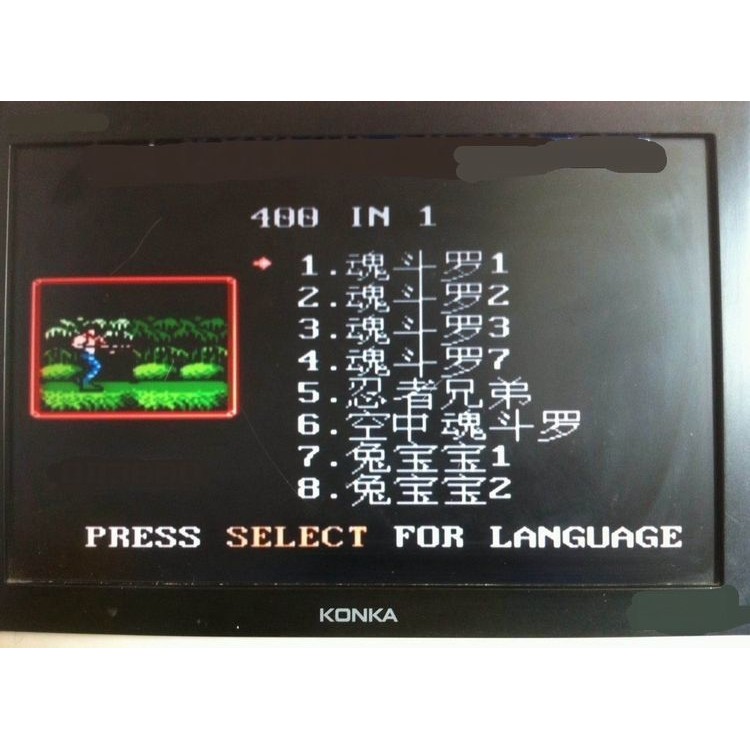 400 IN 1
1.魂斗罗1
2.魂斗罗2
3.魂斗罗3
4.魂斗罗7
5.忍者兄弟
6.空中魂斗罗
7.兔宝宝1
8.兔宝宝2
PRESS SELECT FOR LANGUAGE
KONKA